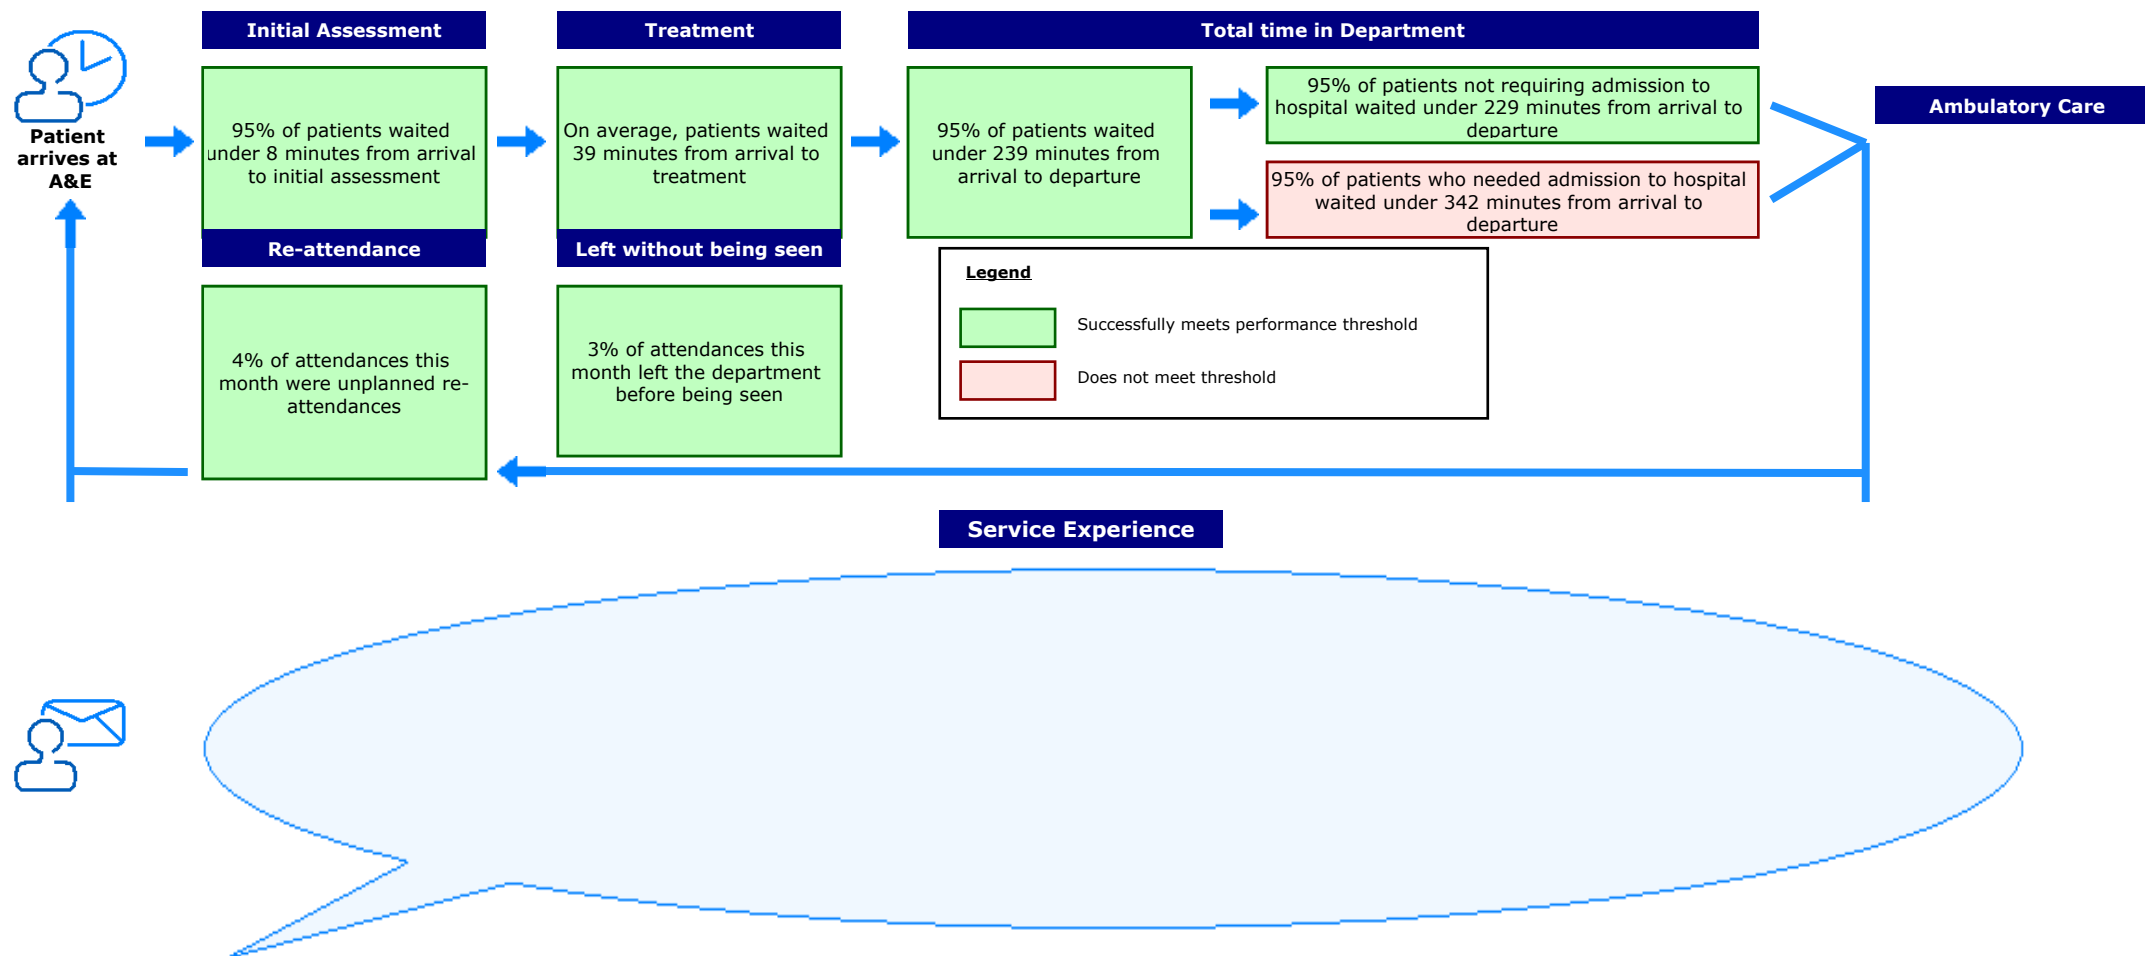 Initial Assessment
Treatment
Total time in Department
Patient
arrives at
A&E
95% of patients waited
under 8 minutes from arrival
to initial assessment
On average, patients waited
39 minutes from arrival to
treatment
95% of patients waited
under 239 minutes from
arrival to departure
95% of patients not requiring admission to
hospital waited under 229 minutes from arrival to
departure
95% of patients who needed admission to hospital
waited under 342 minutes from arrival to
departure
Ambulatory Care
Re-attendance
Left without being seen
4% of attendances this
month were unplanned re-
attendances
3% of attendances this
month left the department
before being seen
Legend
Successfully meets performance threshold
Does not meet threshold
Service Experience